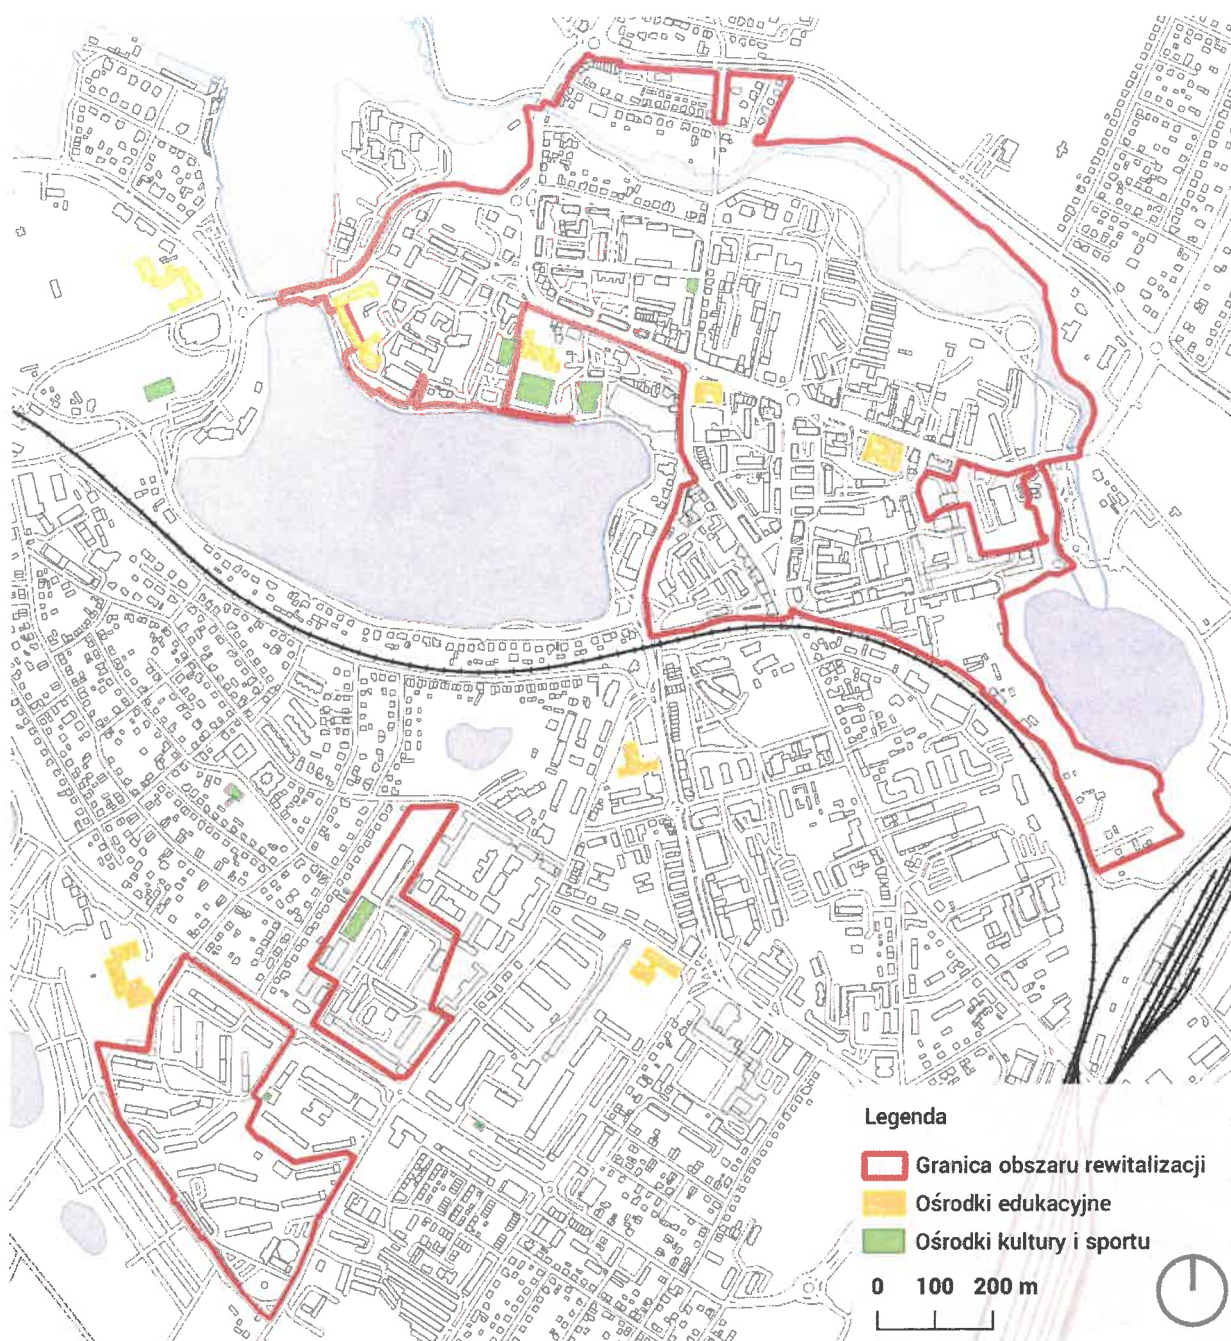 Legenda
Granica obszaru rewitalizacji
Ośrodki edukacyjne
Ośrodki kultury i sportu
0 100 200 m